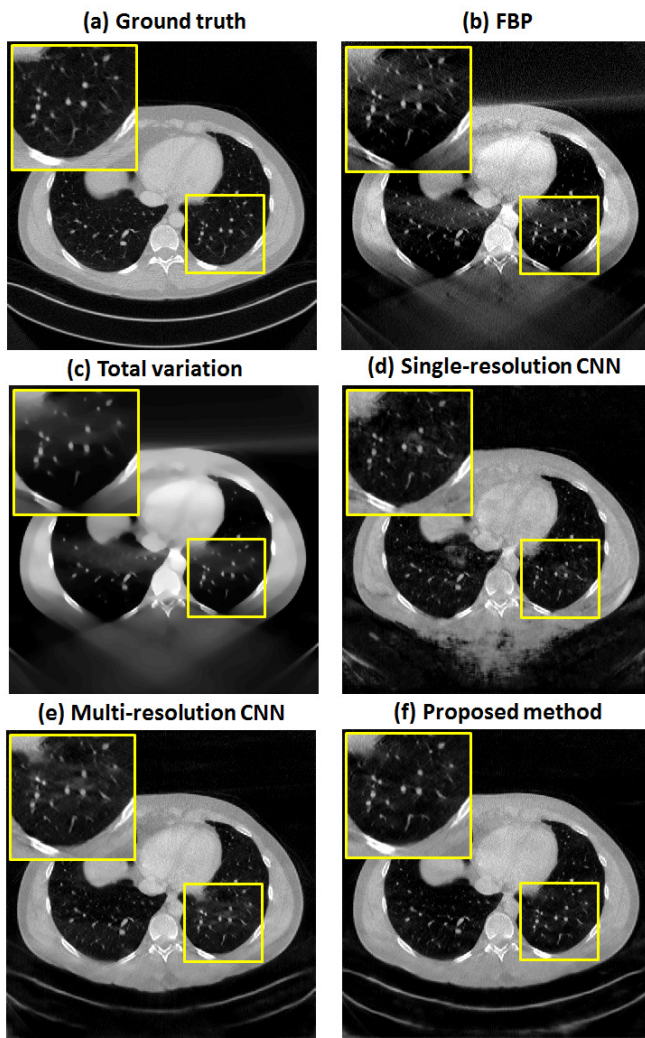 (a) Ground truth
(b) FBP
(c) Total variation
(d) Single-resolution CNN
(e) Multi-resolution CNN
(f) Proposed method